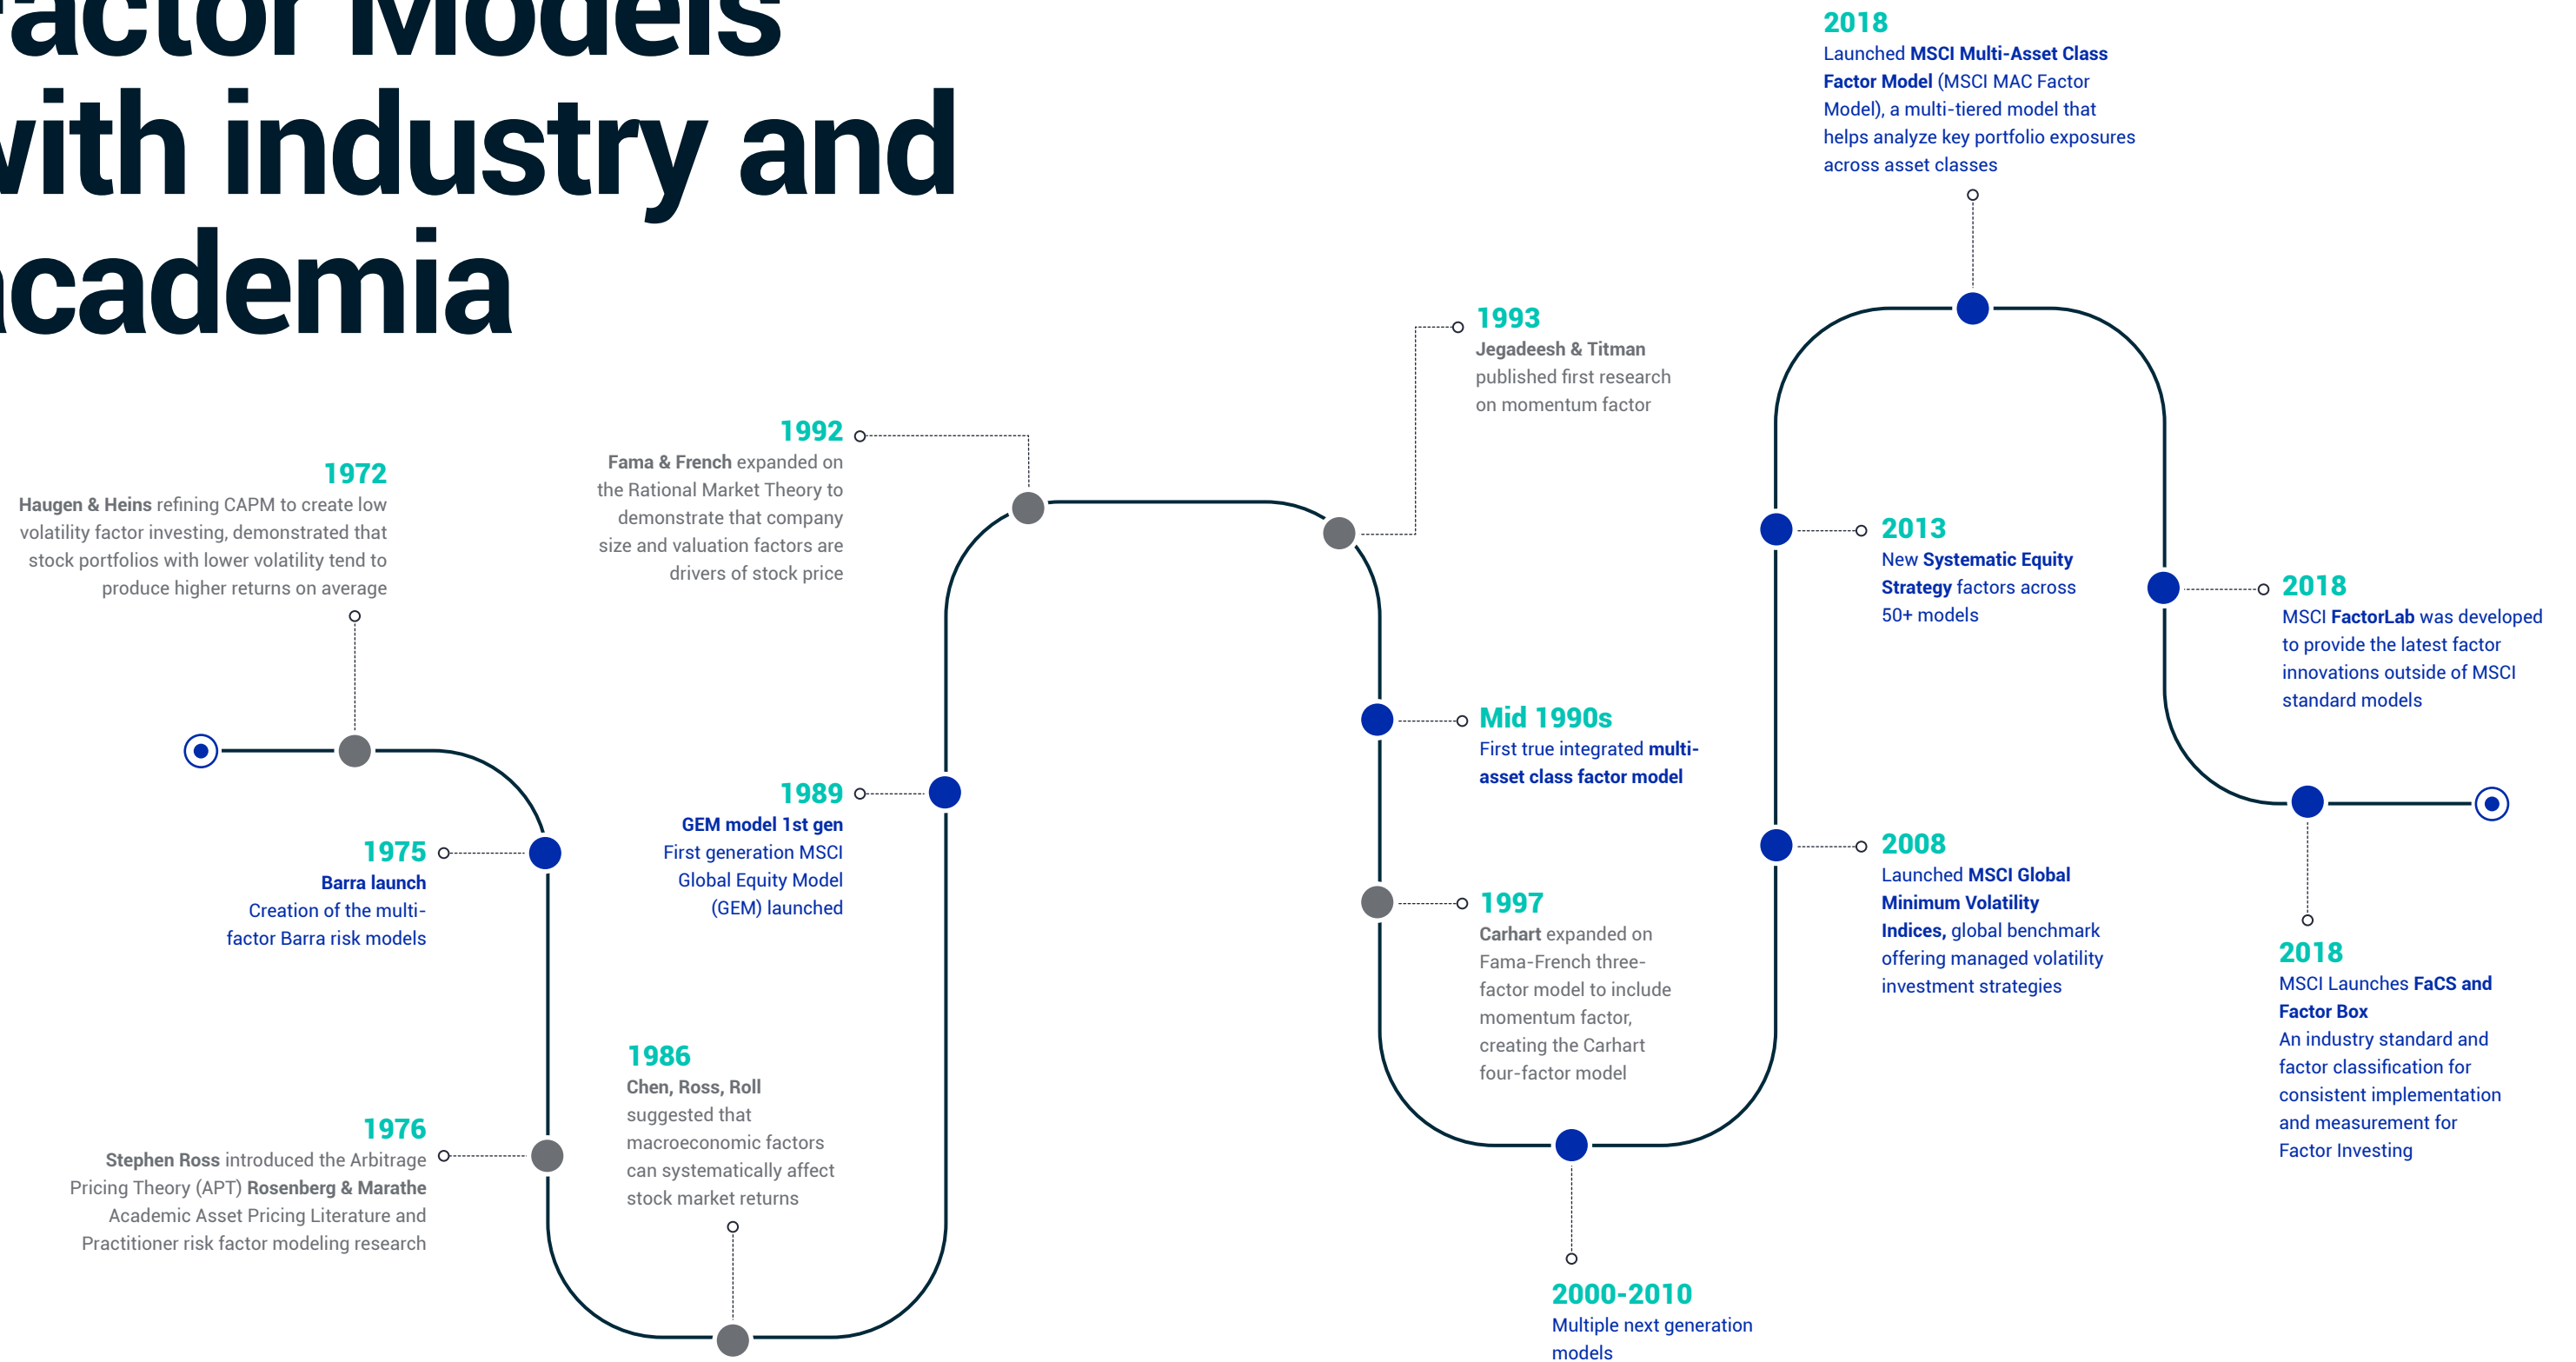 actor Models
with industry and
academia
1972
Haugen & Heins refining CAPM to create low
volatility factor investing, demonstrated that
stock portfolios with lower volatility tend to
produce higher returns on average
1975
Barra launch
Creation of the multi-
factor Barra risk models
1976
Stephen Ross introduced the Arbitrage
Pricing Theory (APT) Rosenberg & Marathe
Academic Asset Pricing Literature and
Practitioner risk factor modeling research
1986
Chen, Ross, Roll
suggested that
macroeconomic factors
can systematically affect
stock market returns
1989
GEM model 1st gen
First generation MSCI
Global Equity Model
(GEM) launched
1992
Fama & French expanded on
the Rational Market Theory to
demonstrate that company
size and valuation factors are
drivers of stock price
1993
Jegadeesh & Titman
published first research
on momentum factor
Mid 1990s
First true integrated multi-
asset class factor model
1997
Carhart expanded on
Fama-French three-
factor model to include
momentum factor,
creating the Carhart
four-factor model
2000-2010
Multiple next generation
models
2008
Launched MSCI Global
Minimum Volatility
Indices, global benchmark
offering managed volatility
investment strategies
2013
New Systematic Equity
Strategy factors across
50+ models
2018
Launched MSCI Multi-Asset Class
Factor Model (MSCI MAC Factor
Model), a multi-tiered model that
helps analyze key portfolio exposures
across asset classes
2018
MSCI FactorLab was developed
to provide the latest factor
innovations outside of MSCI
standard models
2018
MSCI Launches FaCS and
Factor Box
An industry standard and
factor classification for
consistent implementation
and measurement for
Factor Investing